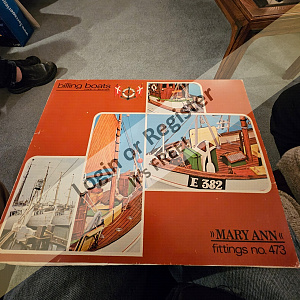 billing boats
Login or Register
It's FREE!
E 382
»MARY ANN«
fittings no. 473